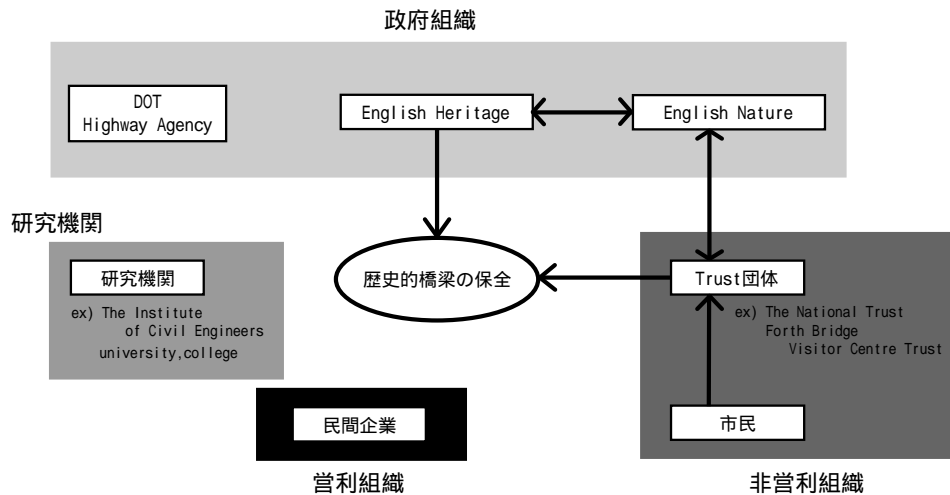 政府組織
DOT
Highway Agency
English Heritage
English Nature
研究機関
研究機関
ex) The Institute
of Civil Engineers
university,college
歴史的橋梁の保全
Trust団体
ex) The National Trust
Forth Bridge
Visitor Centre Trust
民間企業
市民
営利組織
非営利組織